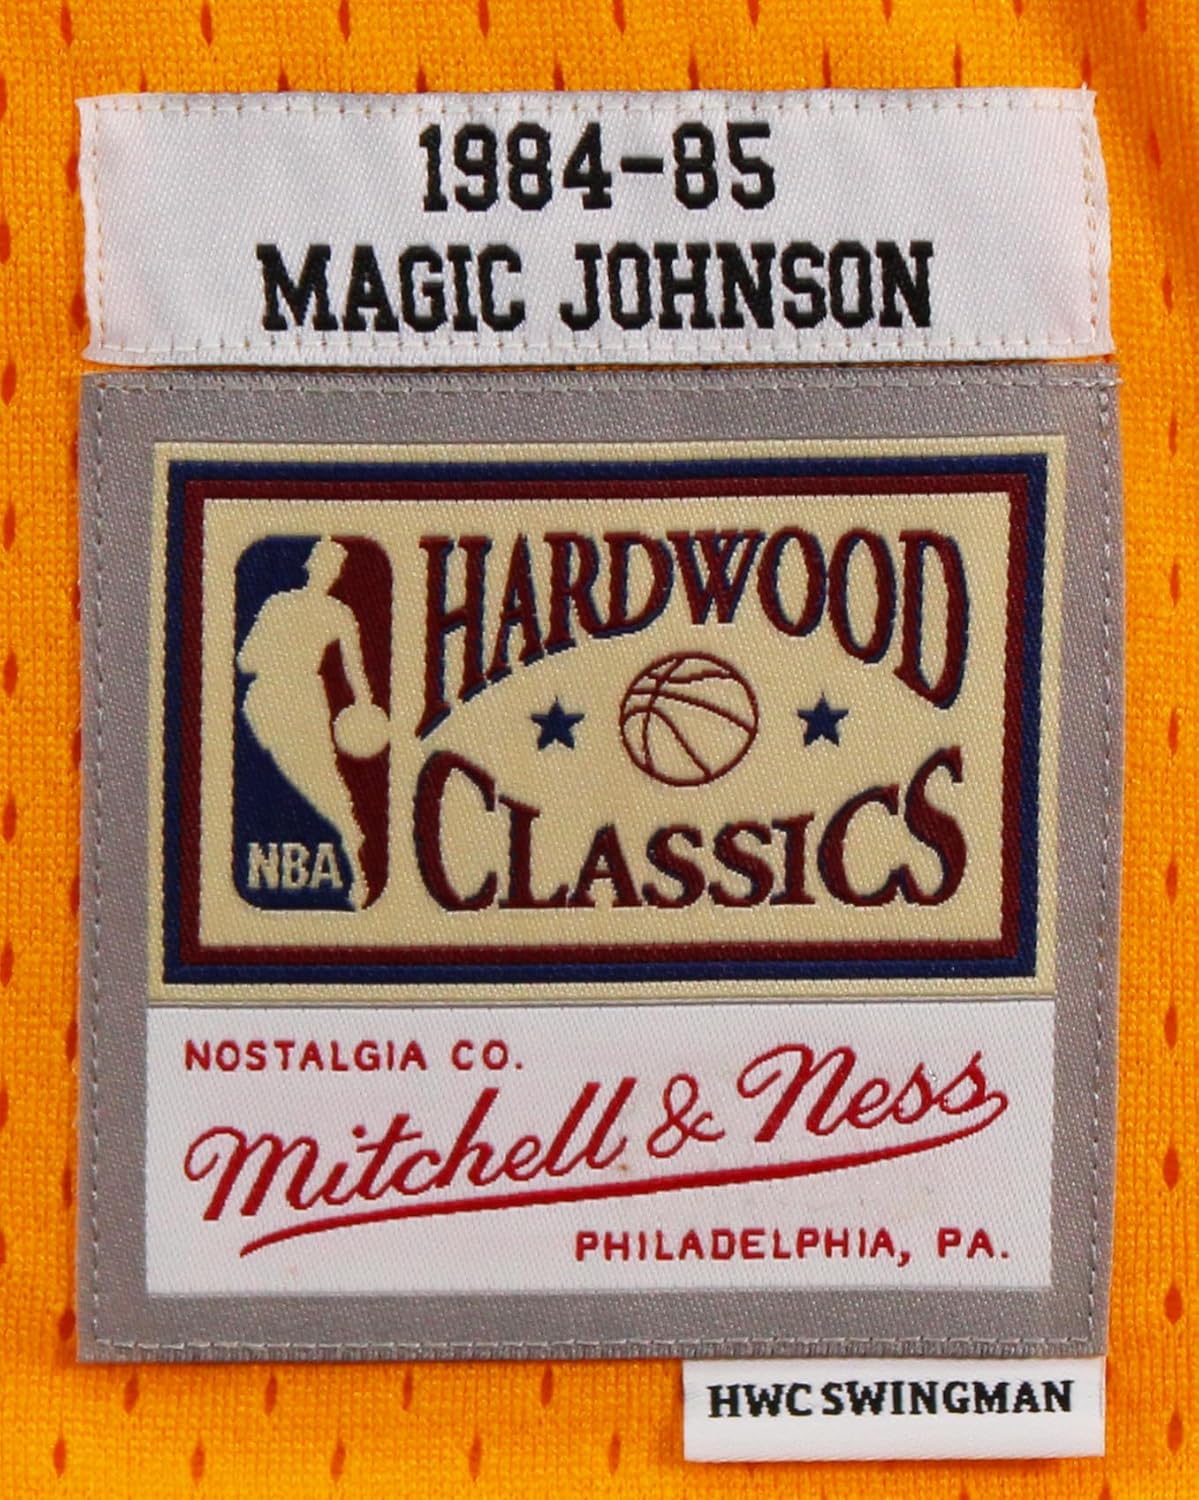 1984-85
MAGIC JOHNSON
HARDWOOD
CLASSICS
NBA
NOSTALGIA CO.
Mitchell & Ness
PHILADELPHIA, PA.
HWC SWINGMAN